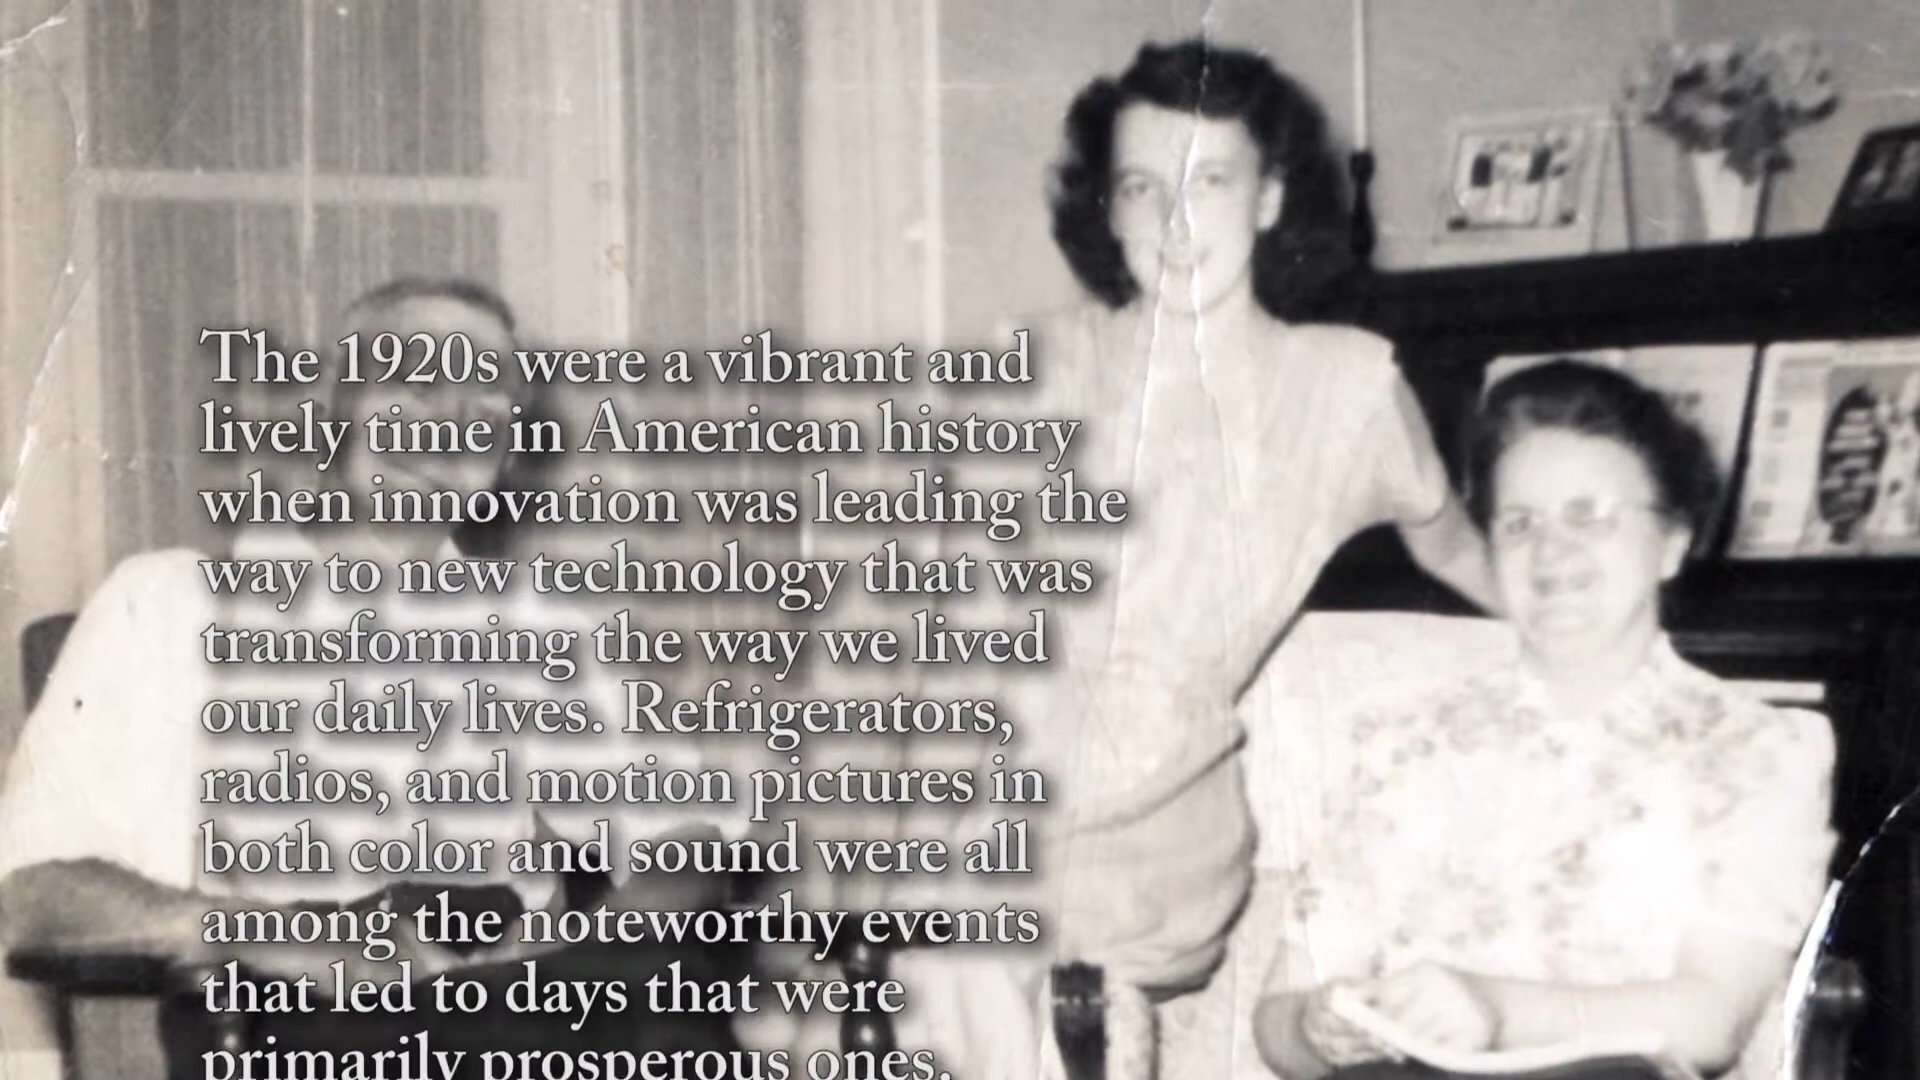 The 1920s were a vibrant and
lively time in American history
when innovation was leading the
way to new technology that was
transforming the way we lived
our daily lives. Refrigerators,
radios, and motion pictures in
both color and sound were all
among the noteworthy events
that led to days that were
primarily prosperous ones.